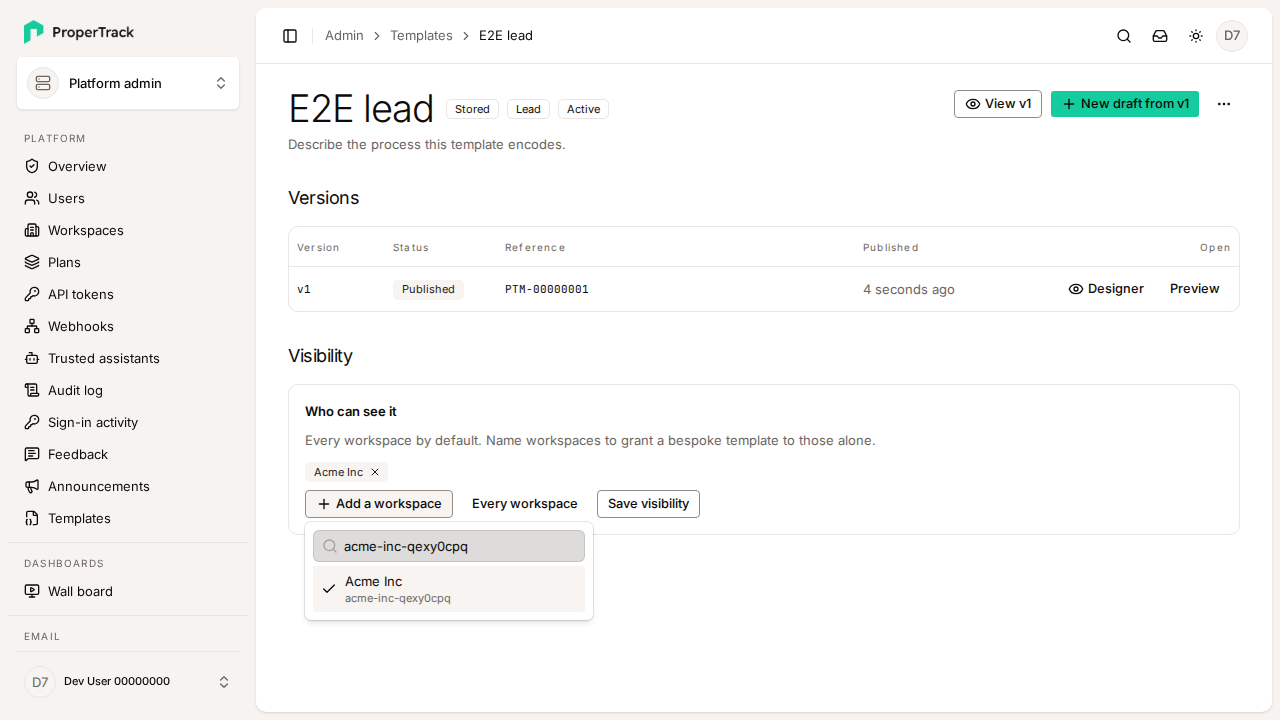 ProperTrack
Platform admin
PLATFORM
Overview
Users
Workspaces
Plans
API tokens
Webhooks
Trusted assistants
Audit log
Sign-in activity
Feedback
Announcements
Templates
DASHBOARDS
Wall board
EMAIL
D7 Dev User 00000000
Admin > Templates > E2E lead
D7
E2E lead Stored Lead Active
View v1 New draft from v1
Describe the process this template encodes.
Versions
Version Status Reference Published Open
v1 Published PTM-00000001 4 seconds ago Designer Preview
Visibility
Who can see it
Every workspace by default. Name workspaces to grant a bespoke template to those alone.
Acme Inc
Add a workspace Every workspace Save visibility
acme-inc-qexy0cpq
Acme Inc
acme-inc-qexy0cpq